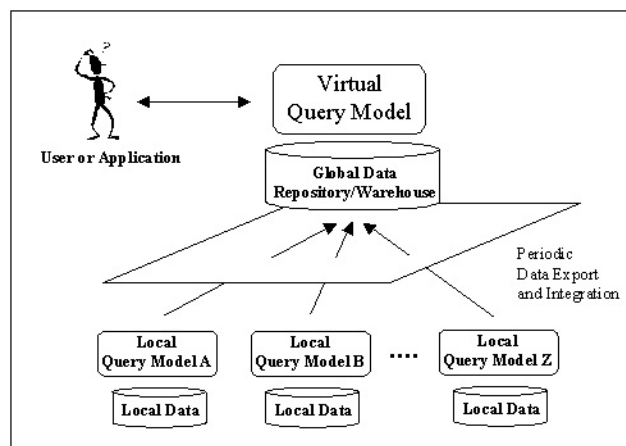 ?
Virtual
Query Model
User or Application
Global Data
Repository/Warehouse
Periodic
Data Export
and Integration
Local
Query Model A
Local
Query Model B
....
Local
Query Model Z
Local Data
Local Data
Local Data